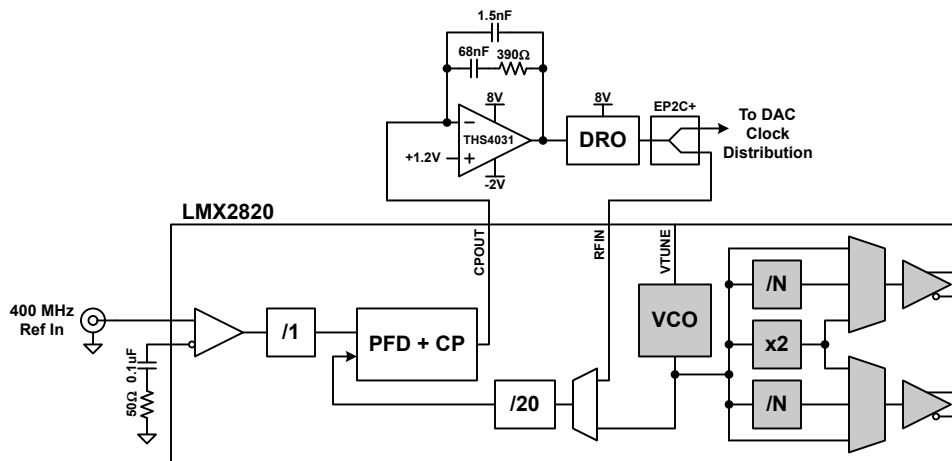 1.5nF
68nF
390Ω
8V
−
THS4031
+1.2V
+
-2V
8V
DRO
EP2C+
To DAC
Clock
Distribution
LMX2820
CPOUT
RFIN
VTUNE
400 MHz
Ref In
/1
PFD + CP
VCO
/N
x2
/N
/20
0.1uF
50Ω